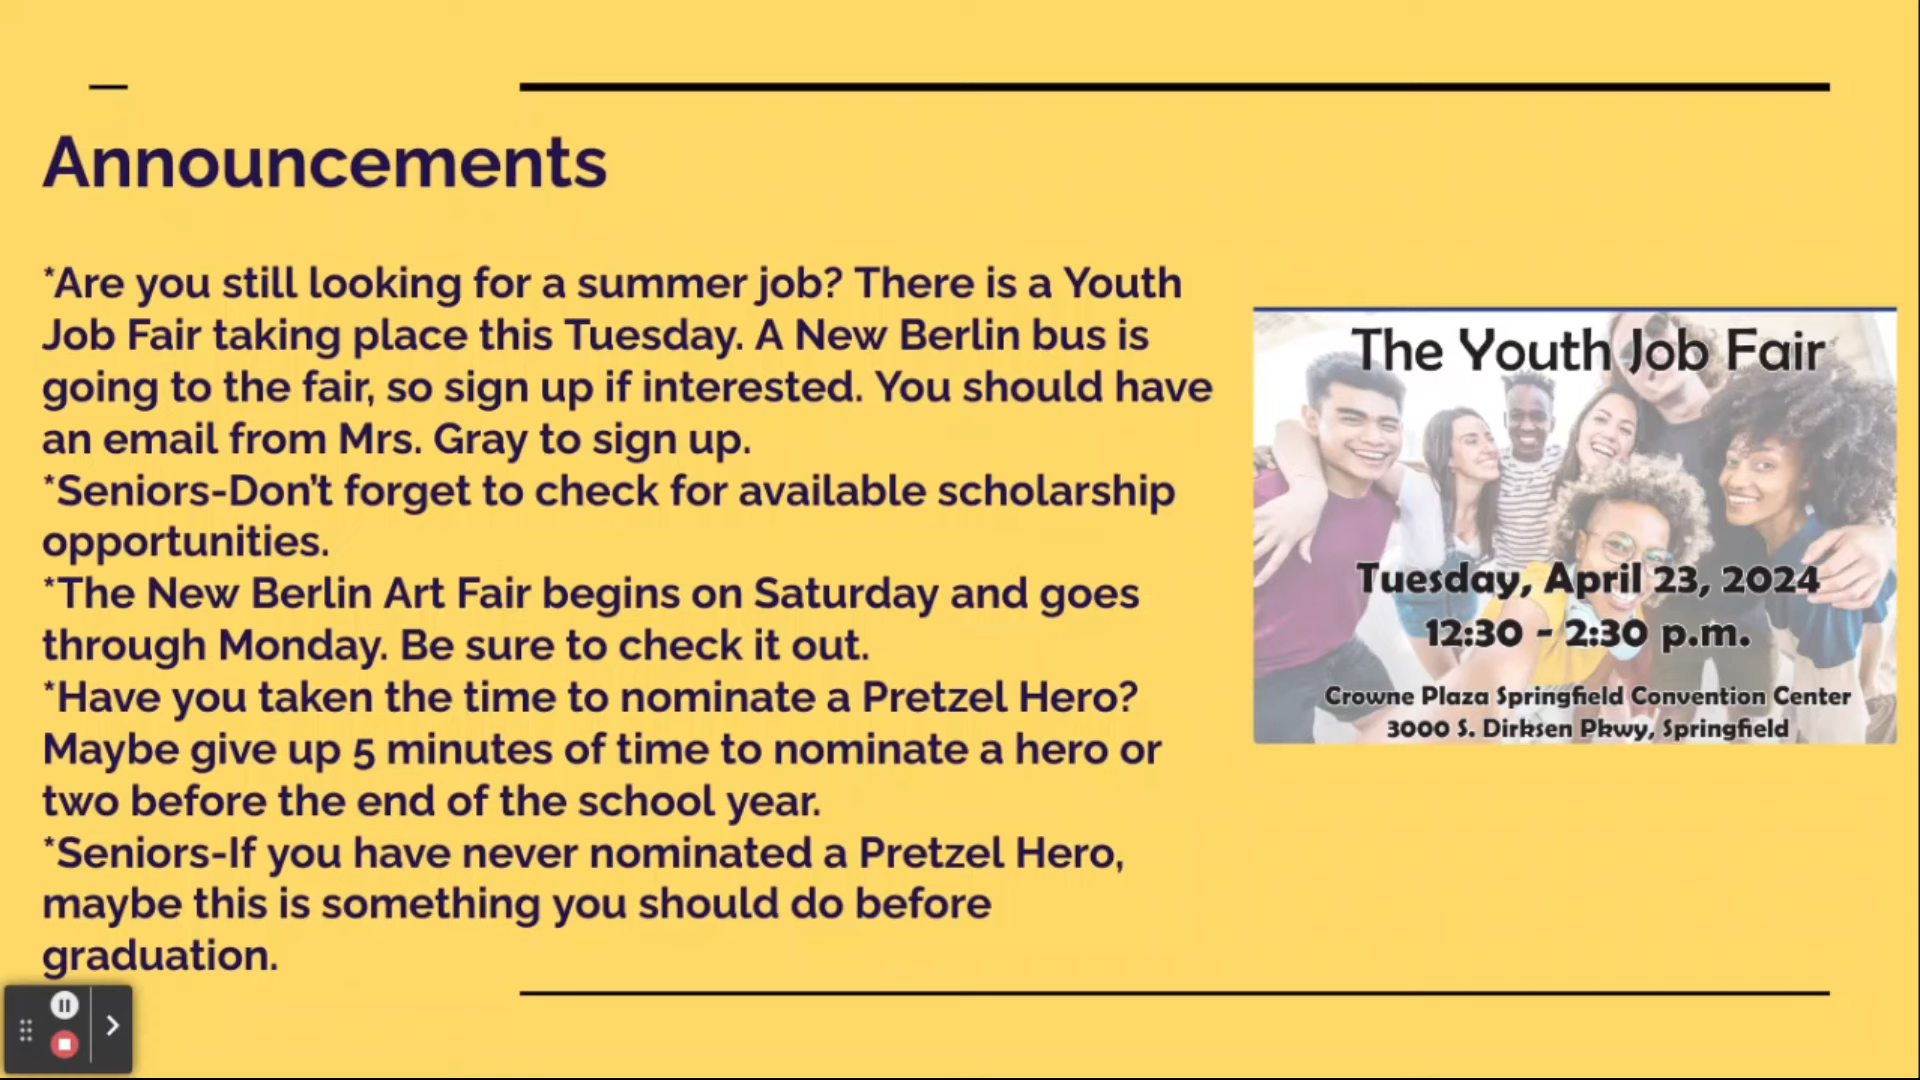 Announcements
*Are you still looking for a summer job? There is a Youth
Job Fair taking place this Tuesday. A New Berlin bus is
going to the fair, so sign up if interested. You should have
an email from Mrs. Gray to sign up.
*Seniors-Don't forget to check for available scholarship
opportunities.
*The New Berlin Art Fair begins on Saturday and goes
through Monday. Be sure to check it out.
*Have you taken the time to nominate a Pretzel Hero?
Maybe give up 5 minutes of time to nominate a hero or
two before the end of the school year.
*Seniors-If you have never nominated a Pretzel Hero,
maybe this is something you should do before
graduation.
The Youth Job Fair
Tuesday, April 23, 2024
12:30 - 2:30 p.m.
Crowne Plaza Springfield Convention Center
3000 S. Dirksen Pkwy, Springfield